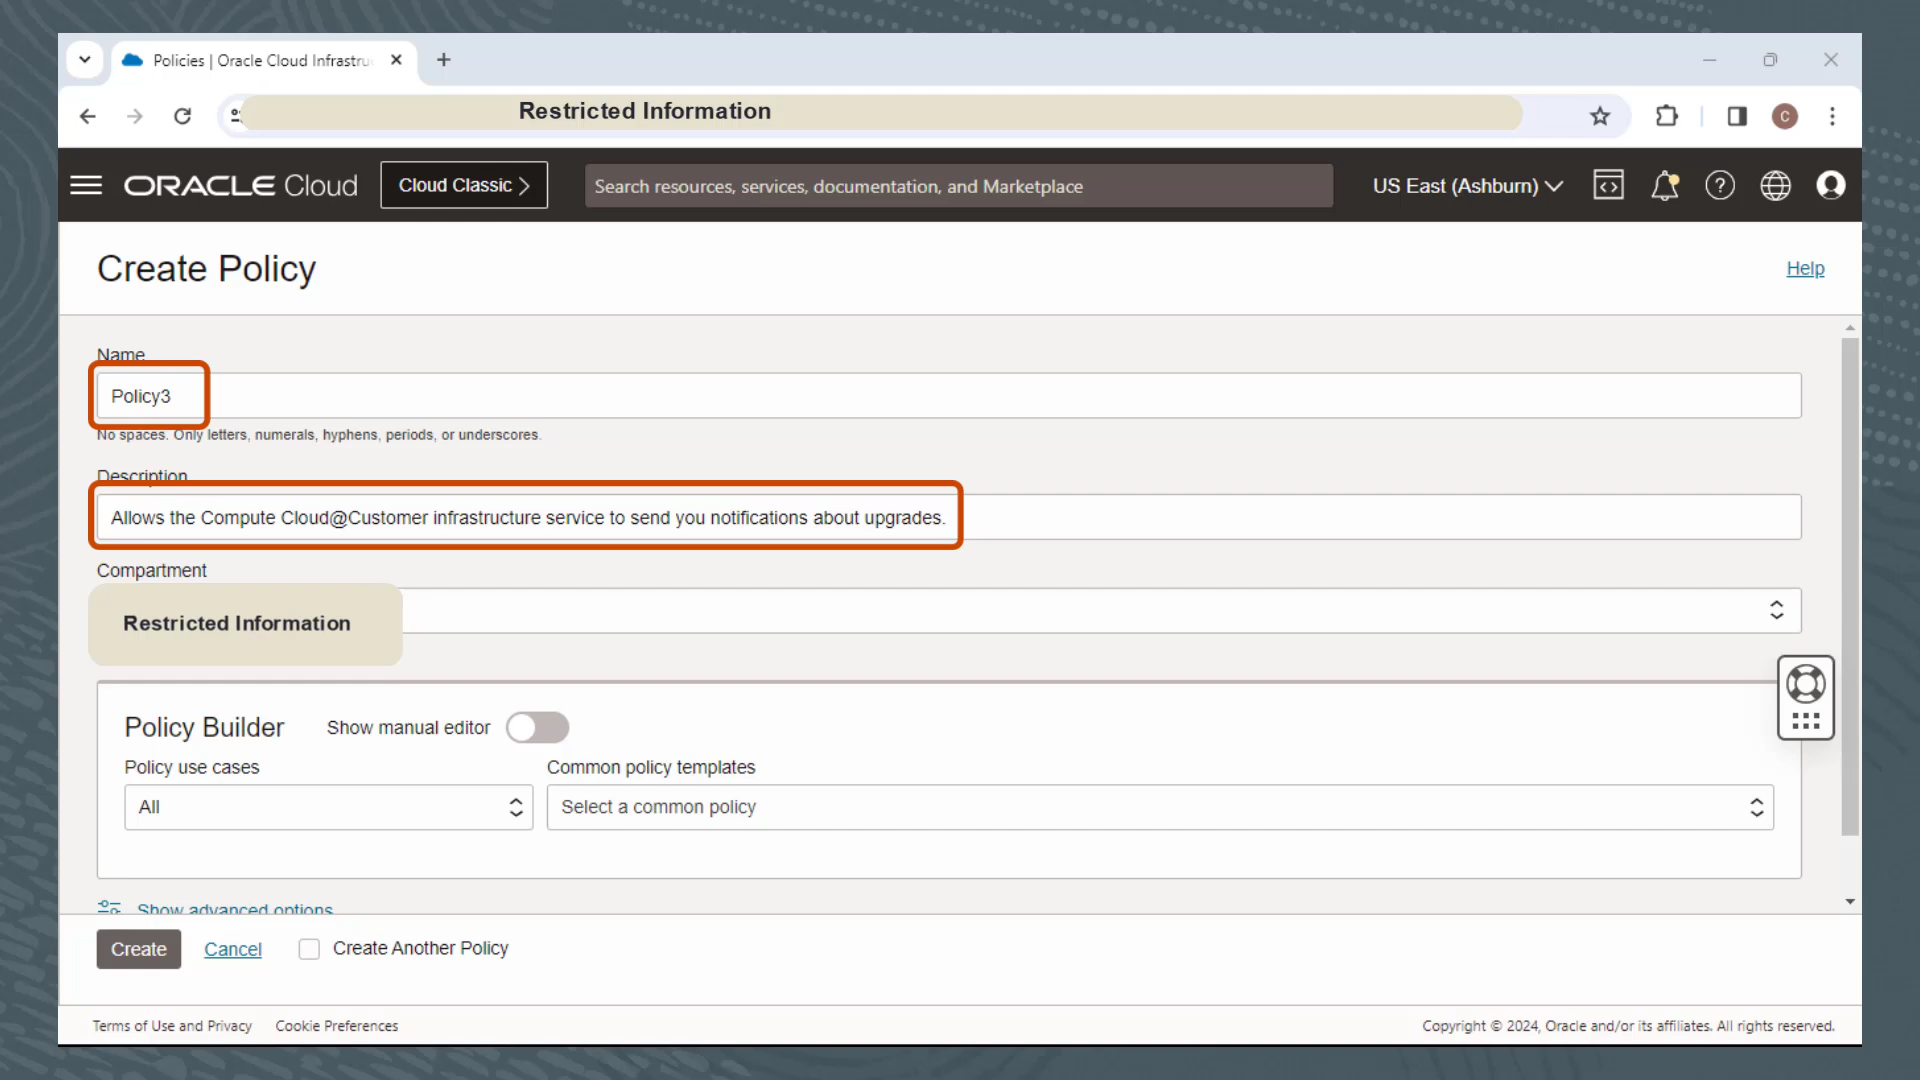 Policies | Oracle Cloud Infrastru
Restricted Information
ORACLE Cloud
Cloud Classic
Search resources, services, documentation, and Marketplace
US East (Ashburn)
C
Create Policy
Help
Name
Policy3
No spaces. Only letters, numerals, hyphens, periods, or underscores.
Description
Allows the Compute Cloud@Customer infrastructure service to send you notifications about upgrades.
Compartment
Restricted Information
Policy Builder
Show manual editor
Policy use cases
Common policy templates
All
Select a common policy
Show advanced options
Create
Cancel
Create Another Policy
Terms of Use and Privacy
Cookie Preferences
Copyright © 2024, Oracle and/or its affiliates. All rights reserved.